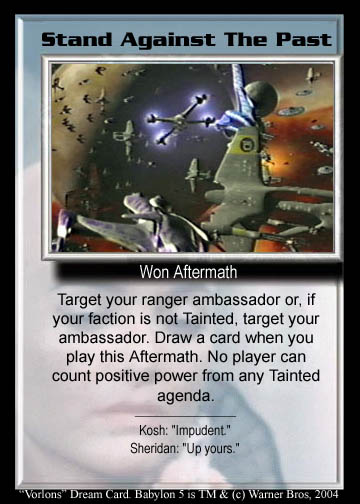 Stand Against The Past
Won Aftermath
Target your ranger ambassador or, if
your faction is not Tainted, target your
ambassador. Draw a card when you
play this Aftermath. No player can
count positive power from any Tainted
agenda.
Kosh: "Impudent."
Sheridan: "Up yours."
"Vorlons" Dream Card. Babylon 5 is TM & (c) Warner Bros, 2004